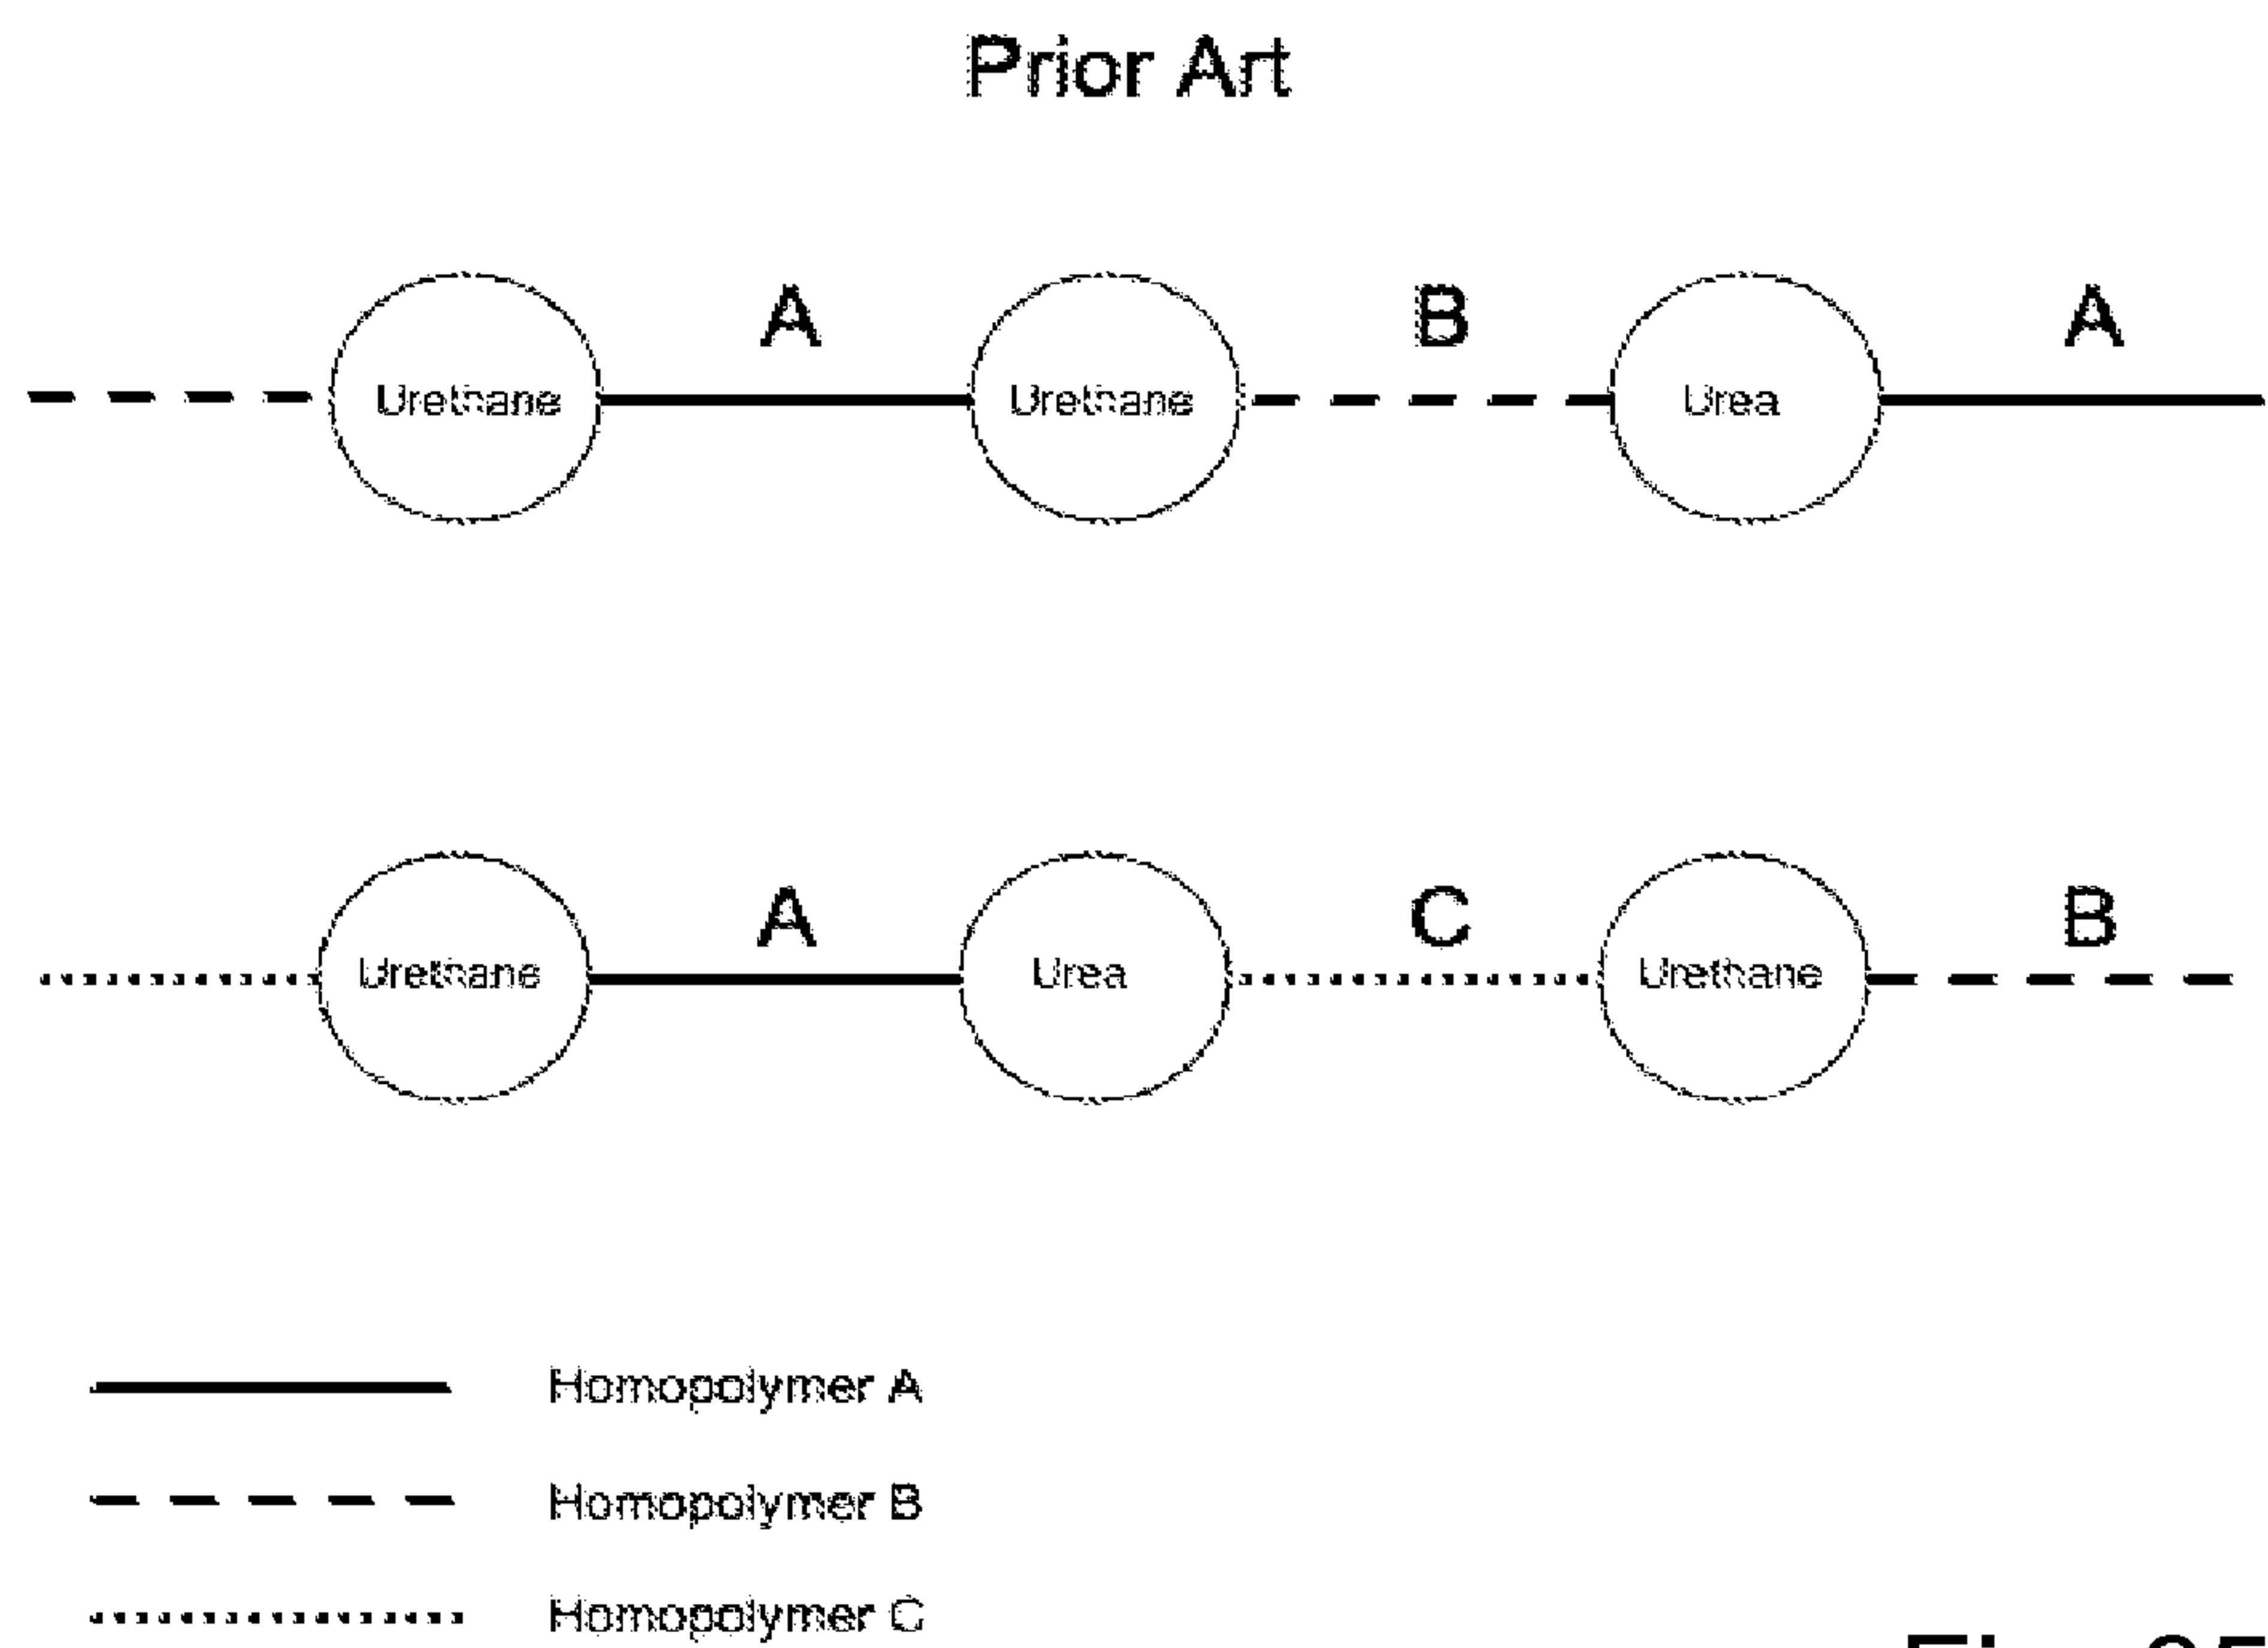 Prior Art
A B A
Urethane Urethane Urea
A C B
Urethane Urea Urethane
Homopolymer A
Homopolymer B
Homopolymer C